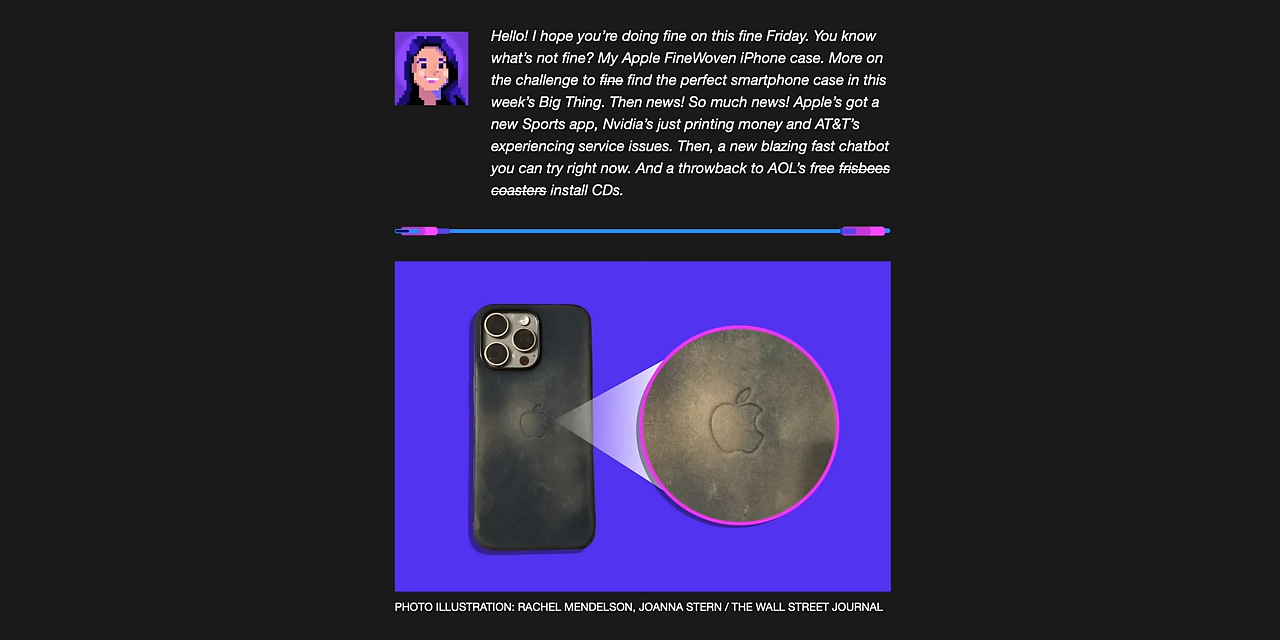 Hello! I hope you’re doing fine on this fine Friday. You know
what’s not fine? My Apple FineWoven iPhone case. More on
the challenge to fine find the perfect smartphone case in this
week’s Big Thing. Then news! So much news! Apple’s got a
new Sports app, Nvidia’s just printing money and AT&T’s
experiencing service issues. Then, a new blazing fast chatbot
you can try right now. And a throwback to AOL’s free frisbees
coasters install CDs.
PHOTO ILLUSTRATION: RACHEL MENDELSON, JOANNA STERN / THE WALL STREET JOURNAL